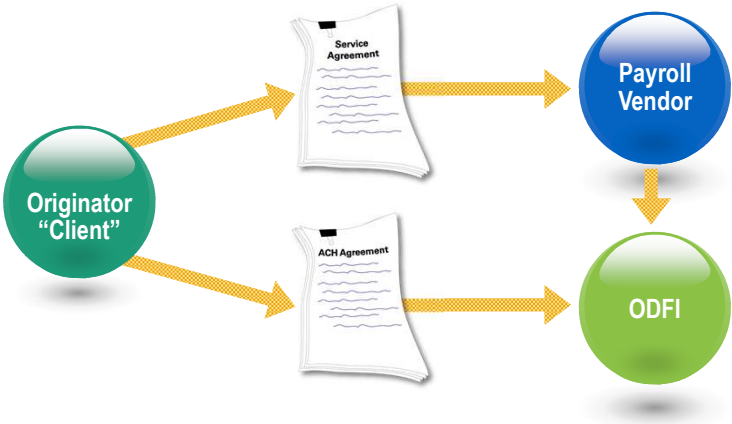 Service
Agreement
Payroll
Vendor
Originator
“Client”
ACH Agreement
ODFI